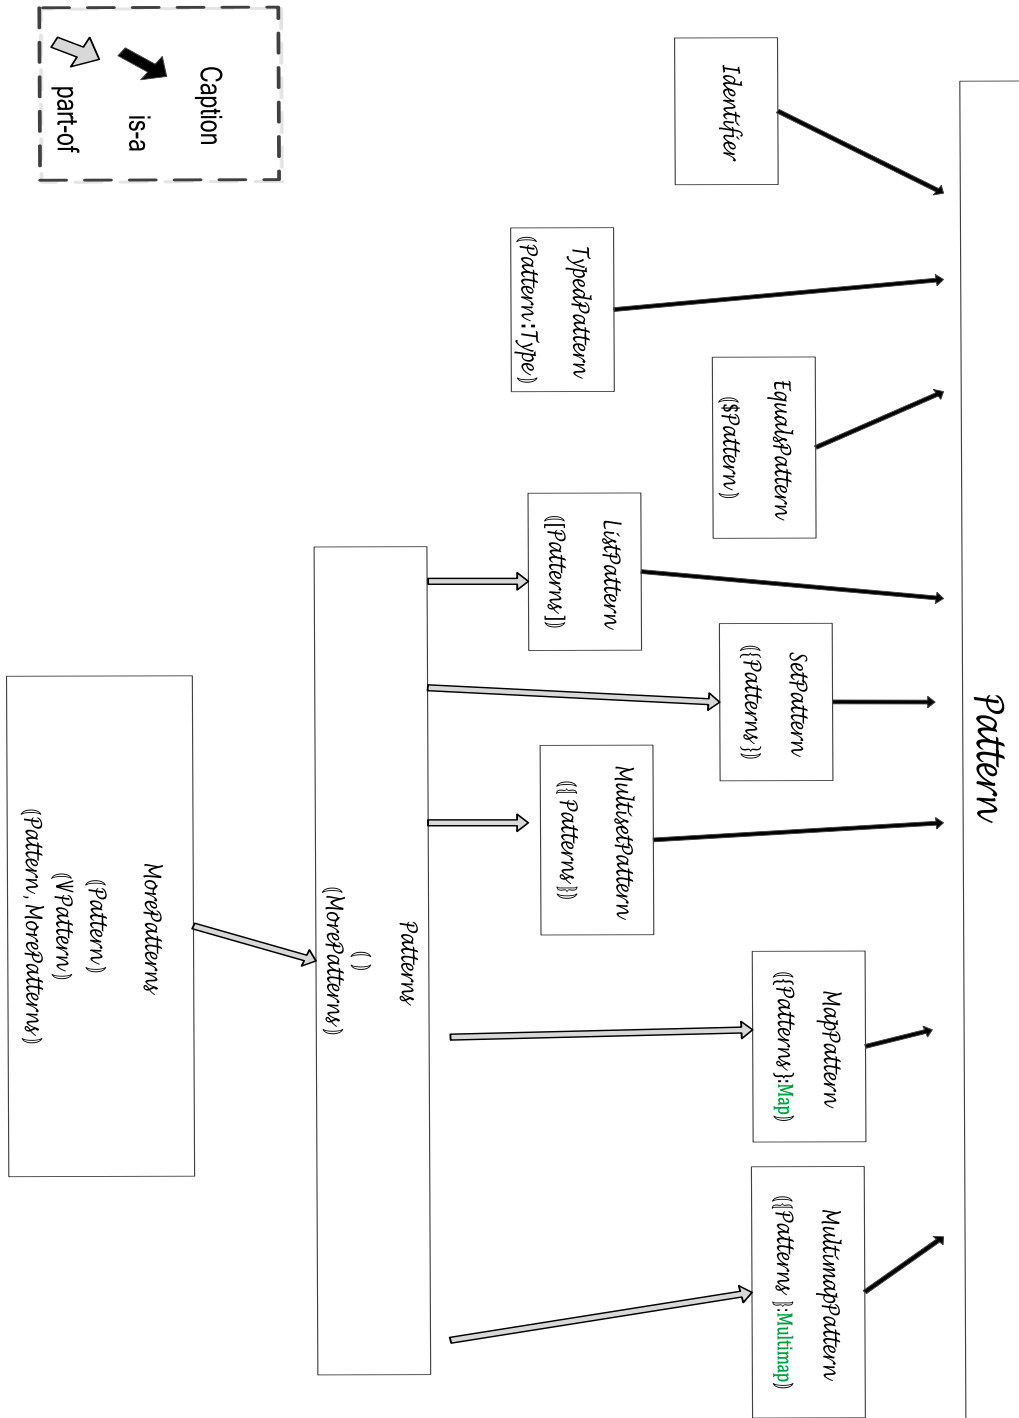 Pattern
Identifier
TypedPattern
(Pattern:Type)
EqualsPattern
($Pattern)
ListPattern
([Patterns])
SetPattern
({Patterns})
MultisetPattern
(⦃ Patterns ⦄)
MapPattern
({Patterns}:Map)
MultimapPattern
(⦃Patterns ⦄:Multimap)
Patterns
( )
(MorePatterns)
MorePatterns
(Pattern)
(∀Pattern)
(Pattern, MorePatterns)
Caption
is-a
part-of